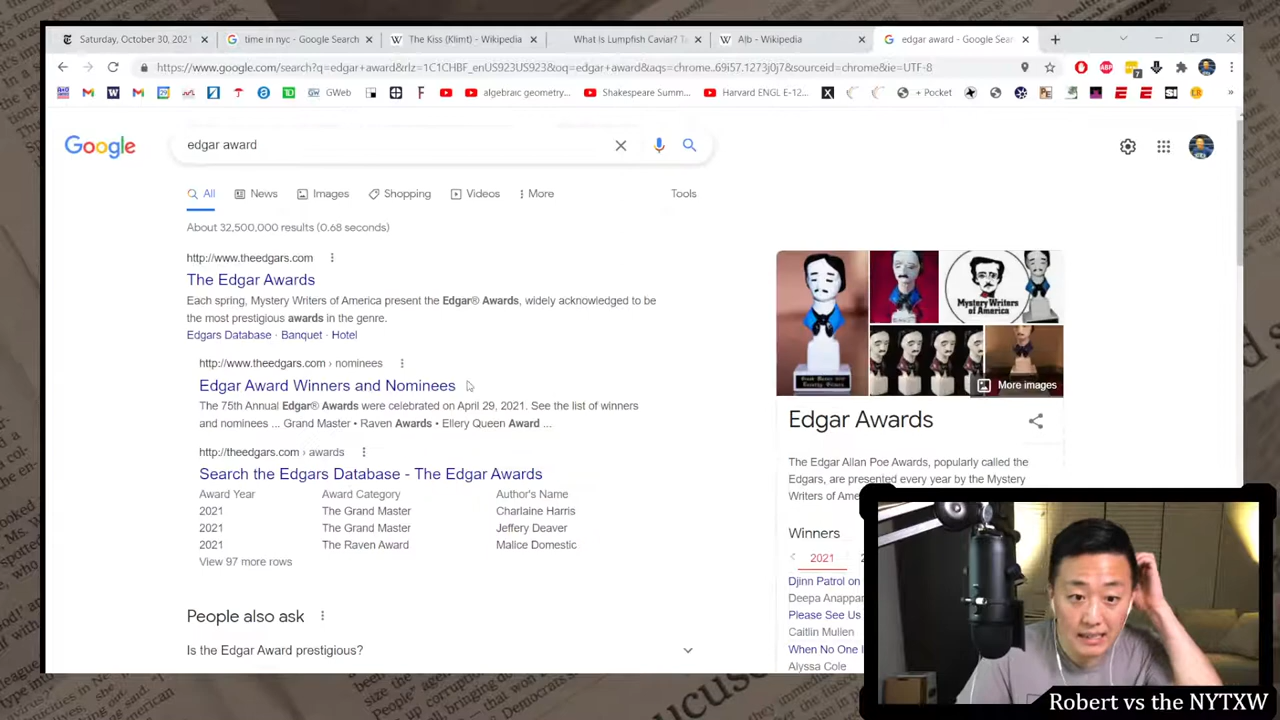 Saturday, October 30, 2021
time in nyc - Google Search
The Kiss (Klimt) - Wikipedia
What Is Lumpfish Caviar? Ta
Alb - Wikipedia
edgar award - Google Sear
https://www.google.com/search?q=edgar+award&rlz=1C1CHBF_enUS923US923&oq=edgar+award&aqs=chrome..69i57.1273j0j7&sourceid=chrome&ie=UTF-8
GWeb
algebraic geometry...
Shakespeare Summ...
Harvard ENGL E-12...
+ Pocket
Google
edgar award
All
News
Images
Shopping
Videos
More
Tools
About 32,500,000 results (0.68 seconds)
http://www.theedgars.com
The Edgar Awards
Each spring, Mystery Writers of America present the Edgar® Awards, widely acknowledged to be
the most prestigious awards in the genre.
Edgars Database · Banquet · Hotel
http://www.theedgars.com › nominees
Edgar Award Winners and Nominees
The 75th Annual Edgar® Awards were celebrated on April 29, 2021. See the list of winners
and nominees ... Grand Master • Raven Awards • Ellery Queen Award ...
http://theedgars.com › awards
Search the Edgars Database - The Edgar Awards
Award Year Award Category Author's Name
2021 The Grand Master Charlaine Harris
2021 The Grand Master Jeffery Deaver
2021 The Raven Award Malice Domestic
View 97 more rows
People also ask
Is the Edgar Award prestigious?
Mystery Writers
of America
More images
Edgar Awards
The Edgar Allan Poe Awards, popularly called the
Edgars, are presented every year by the Mystery
Writers of Ame
Winners
2021
Djinn Patrol on
Deepa Anappar
Please See Us
Caitlin Mullen
When No One I
Alyssa Cole
Robert vs the NYTXW